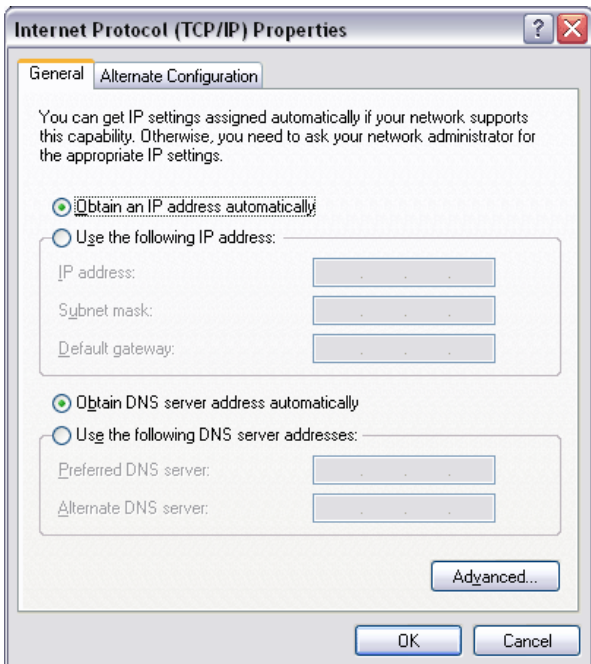 Internet Protocol (TCP/IP) Properties
?
General
Alternate Configuration
You can get IP settings assigned automatically if your network supports
this capability. Otherwise, you need to ask your network administrator for
the appropriate IP settings.
Obtain an IP address automatically
Use the following IP address:
IP address:
Subnet mask:
Default gateway:
Obtain DNS server address automatically
Use the following DNS server addresses:
Preferred DNS server:
Alternate DNS server:
Advanced...
OK
Cancel